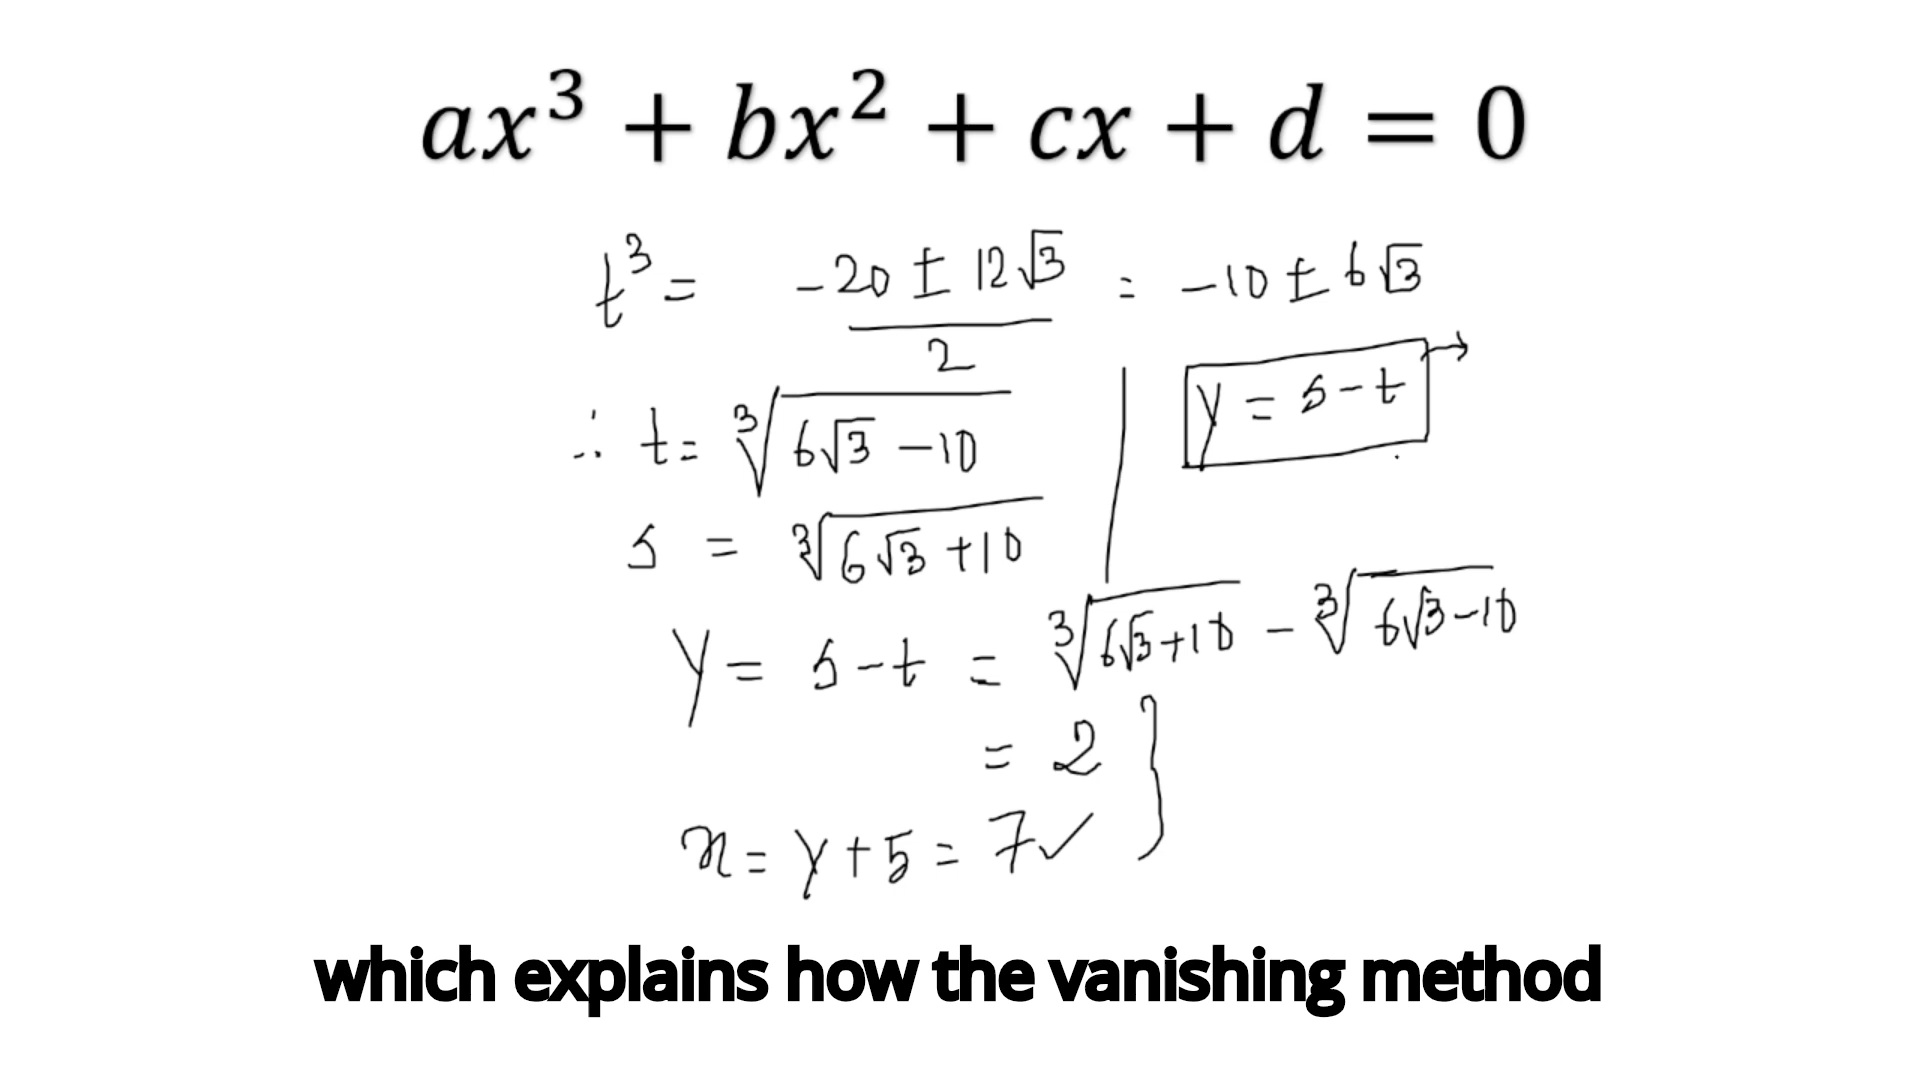 ax³ + bx² + cx + d = 0
t³ = (-20 ± 12√3)/2 = -10 ± 6√3
y = s - t →
∴ t = ∛(6√3 - 10)
s = ∛(6√3 + 10)
y = s - t = ∛(6√3 + 10) - ∛(6√3 - 10)
= 2 }
x = y + 5 = 7 ✓
which explains how the vanishing method